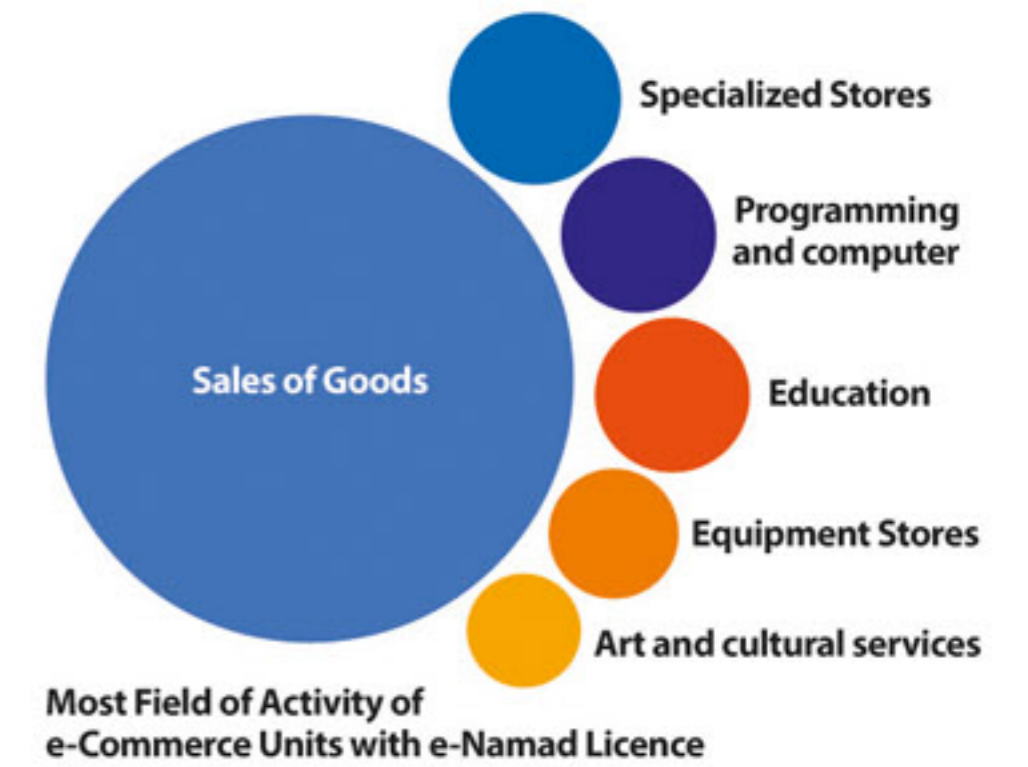 Specialized Stores
Programming
and computer
Sales of Goods
Education
Equipment Stores
Art and cultural services
Most Field of Activity of
e-Commerce Units with e-Namad Licence